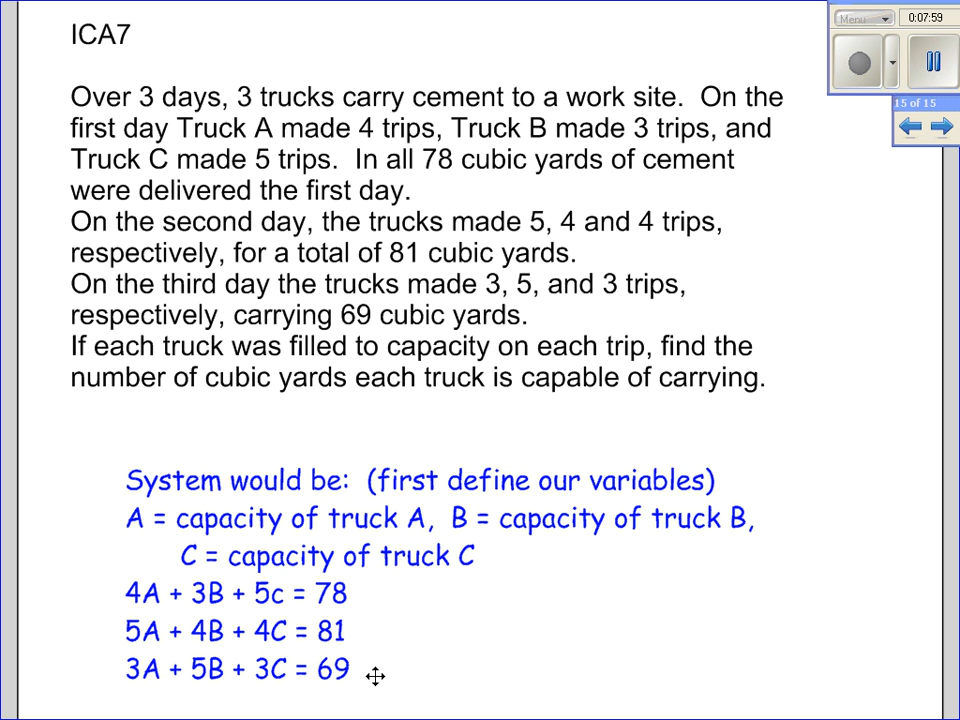 ICA7
Menu
0:07:59
15 of 15
Over 3 days, 3 trucks carry cement to a work site.  On the
first day Truck A made 4 trips, Truck B made 3 trips, and
Truck C made 5 trips.  In all 78 cubic yards of cement
were delivered the first day.
On the second day, the trucks made 5, 4 and 4 trips,
respectively, for a total of 81 cubic yards.
On the third day the trucks made 3, 5, and 3 trips,
respectively, carrying 69 cubic yards.
If each truck was filled to capacity on each trip, find the
number of cubic yards each truck is capable of carrying.
System would be:  (first define our variables)
A = capacity of truck A,  B = capacity of truck B,
C = capacity of truck C
4A + 3B + 5c = 78
5A + 4B + 4C = 81
3A + 5B + 3C = 69